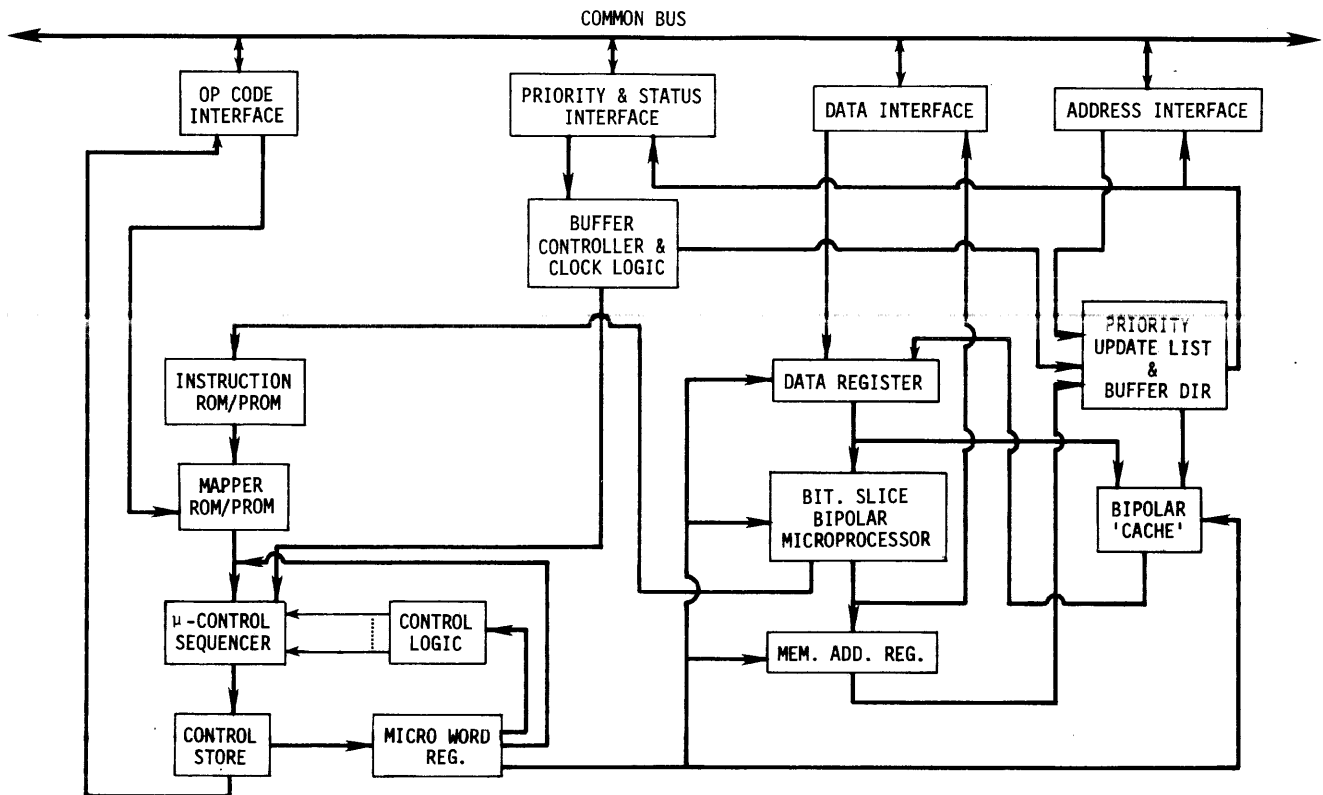 COMMON BUS
OP CODE
INTERFACE
PRIORITY & STATUS
INTERFACE
DATA INTERFACE
ADDRESS INTERFACE
BUFFER
CONTROLLER &
CLOCK LOGIC
PRIORITY
UPDATE LIST
&
BUFFER DIR
INSTRUCTION
ROM/PROM
DATA REGISTER
MAPPER
ROM/PROM
BIT. SLICE
BIPOLAR
MICROPROCESSOR
BIPOLAR
'CACHE'
μ-CONTROL
SEQUENCER
CONTROL
LOGIC
MEM. ADD. REG.
CONTROL
STORE
MICRO WORD
REG.